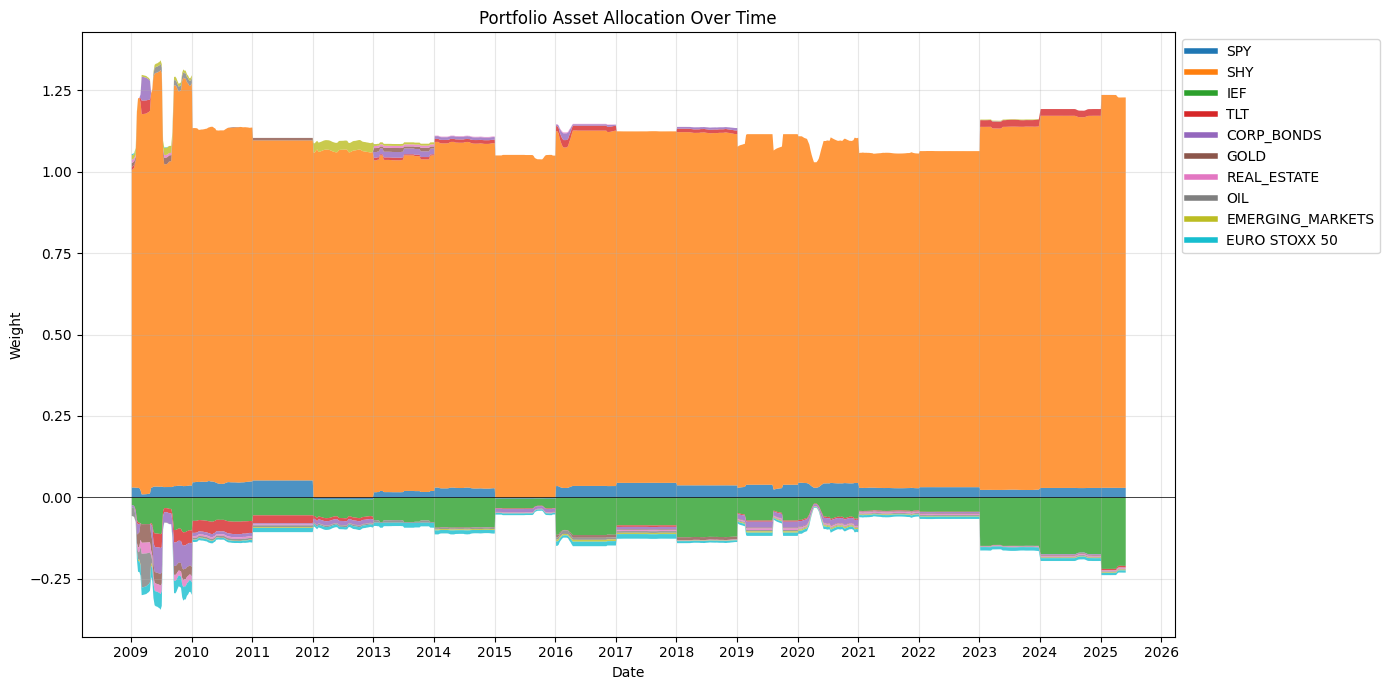 Portfolio Asset Allocation Over Time
SPY
SHY
IEF
TLT
CORP_BONDS
GOLD
REAL_ESTATE
OIL
EMERGING_MARKETS
EURO STOXX 50
Weight
1.25
1.00
0.75
0.50
0.25
0.00
−0.25
2009 2010 2011 2012 2013 2014 2015 2016 2017 2018 2019 2020 2021 2022 2023 2024 2025 2026
Date